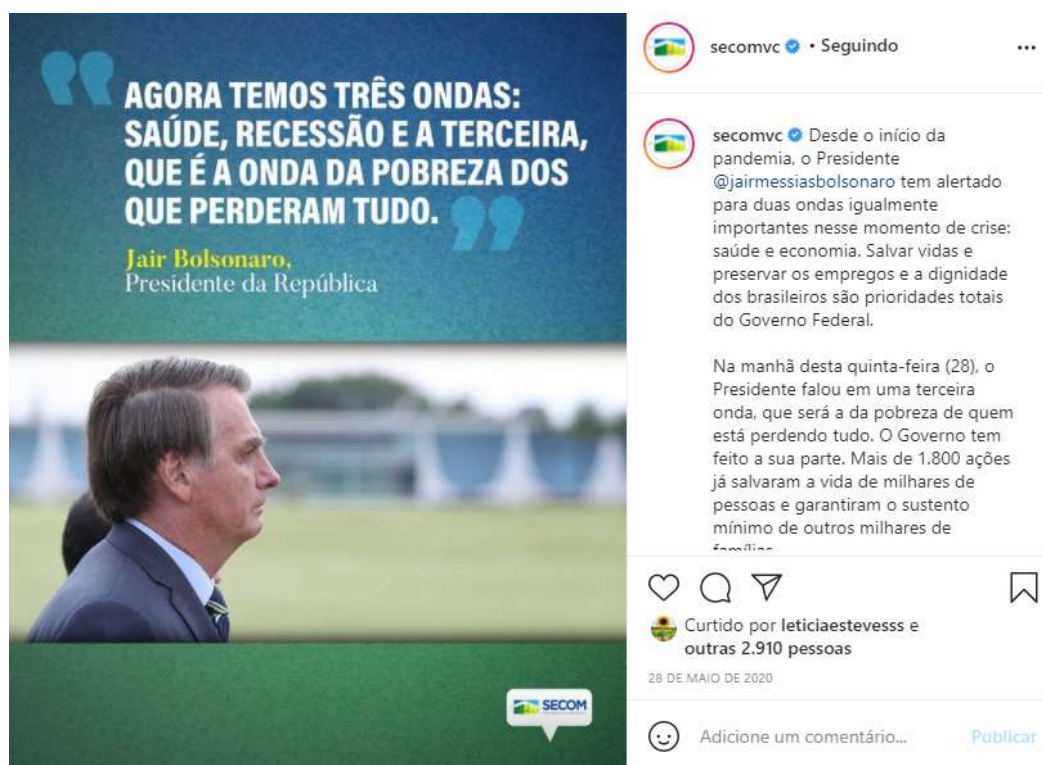 AGORA TEMOS TRÊS ONDAS:
SAÚDE, RECESSÃO E A TERCEIRA,
QUE É A ONDA DA POBREZA DOS
QUE PERDERAM TUDO.
Jair Bolsonaro,
Presidente da República
SECOM
secomvc • Seguindo
secomvc Desde o início da
pandemia, o Presidente
@jairmessiasbolsonaro tem alertado
para duas ondas igualmente
importantes nesse momento de crise:
saúde e economia. Salvar vidas e
preservar os empregos e a dignidade
dos brasileiros são prioridades totais
do Governo Federal.
Na manhã desta quinta-feira (28), o
Presidente falou em uma terceira
onda, que será a da pobreza de quem
está perdendo tudo. O Governo tem
feito a sua parte. Mais de 1.800 ações
já salvaram a vida de milhares de
pessoas e garantiram o sustento
mínimo de outros milhares de
famílias
Curtido por leticiaestevesss e
outras 2.910 pessoas
28 DE MAIO DE 2020
Adicione um comentário... Publicar